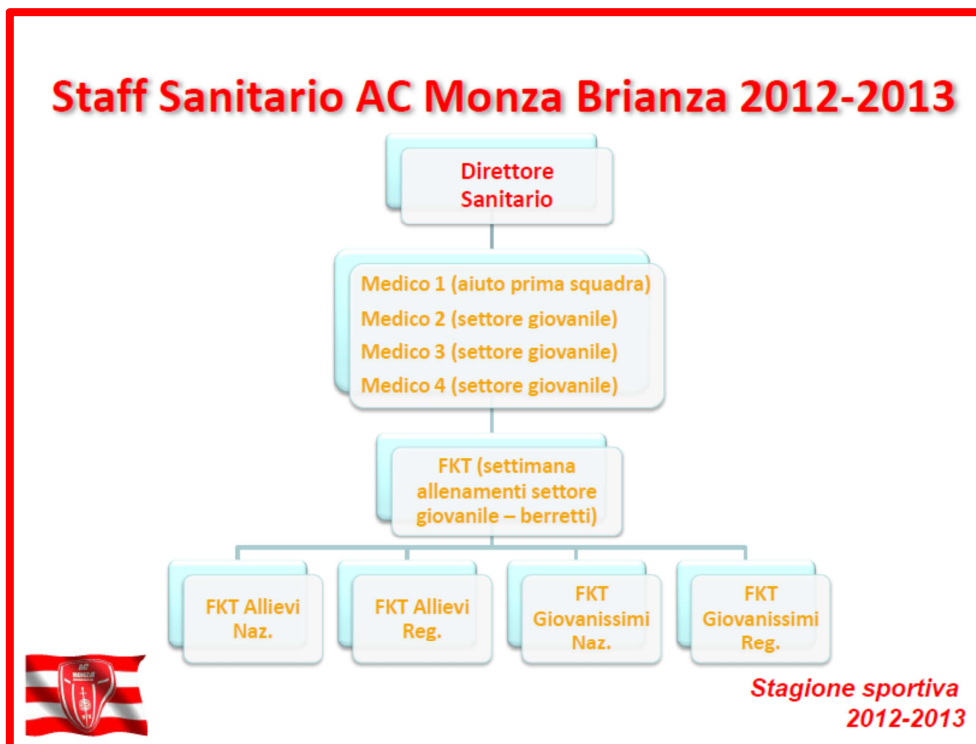 Staff Sanitario AC Monza Brianza 2012-2013
Direttore
Sanitario
Medico 1 (aiuto prima squadra)
Medico 2 (settore giovanile)
Medico 3 (settore giovanile)
Medico 4 (settore giovanile)
FKT (settimana
allenamenti settore
giovanile – berretti)
FKT Allievi
Naz.
FKT Allievi
Reg.
FKT
Giovanissimi
Naz.
FKT
Giovanissimi
Reg.
AC
MONZA
Stagione sportiva
2012-2013